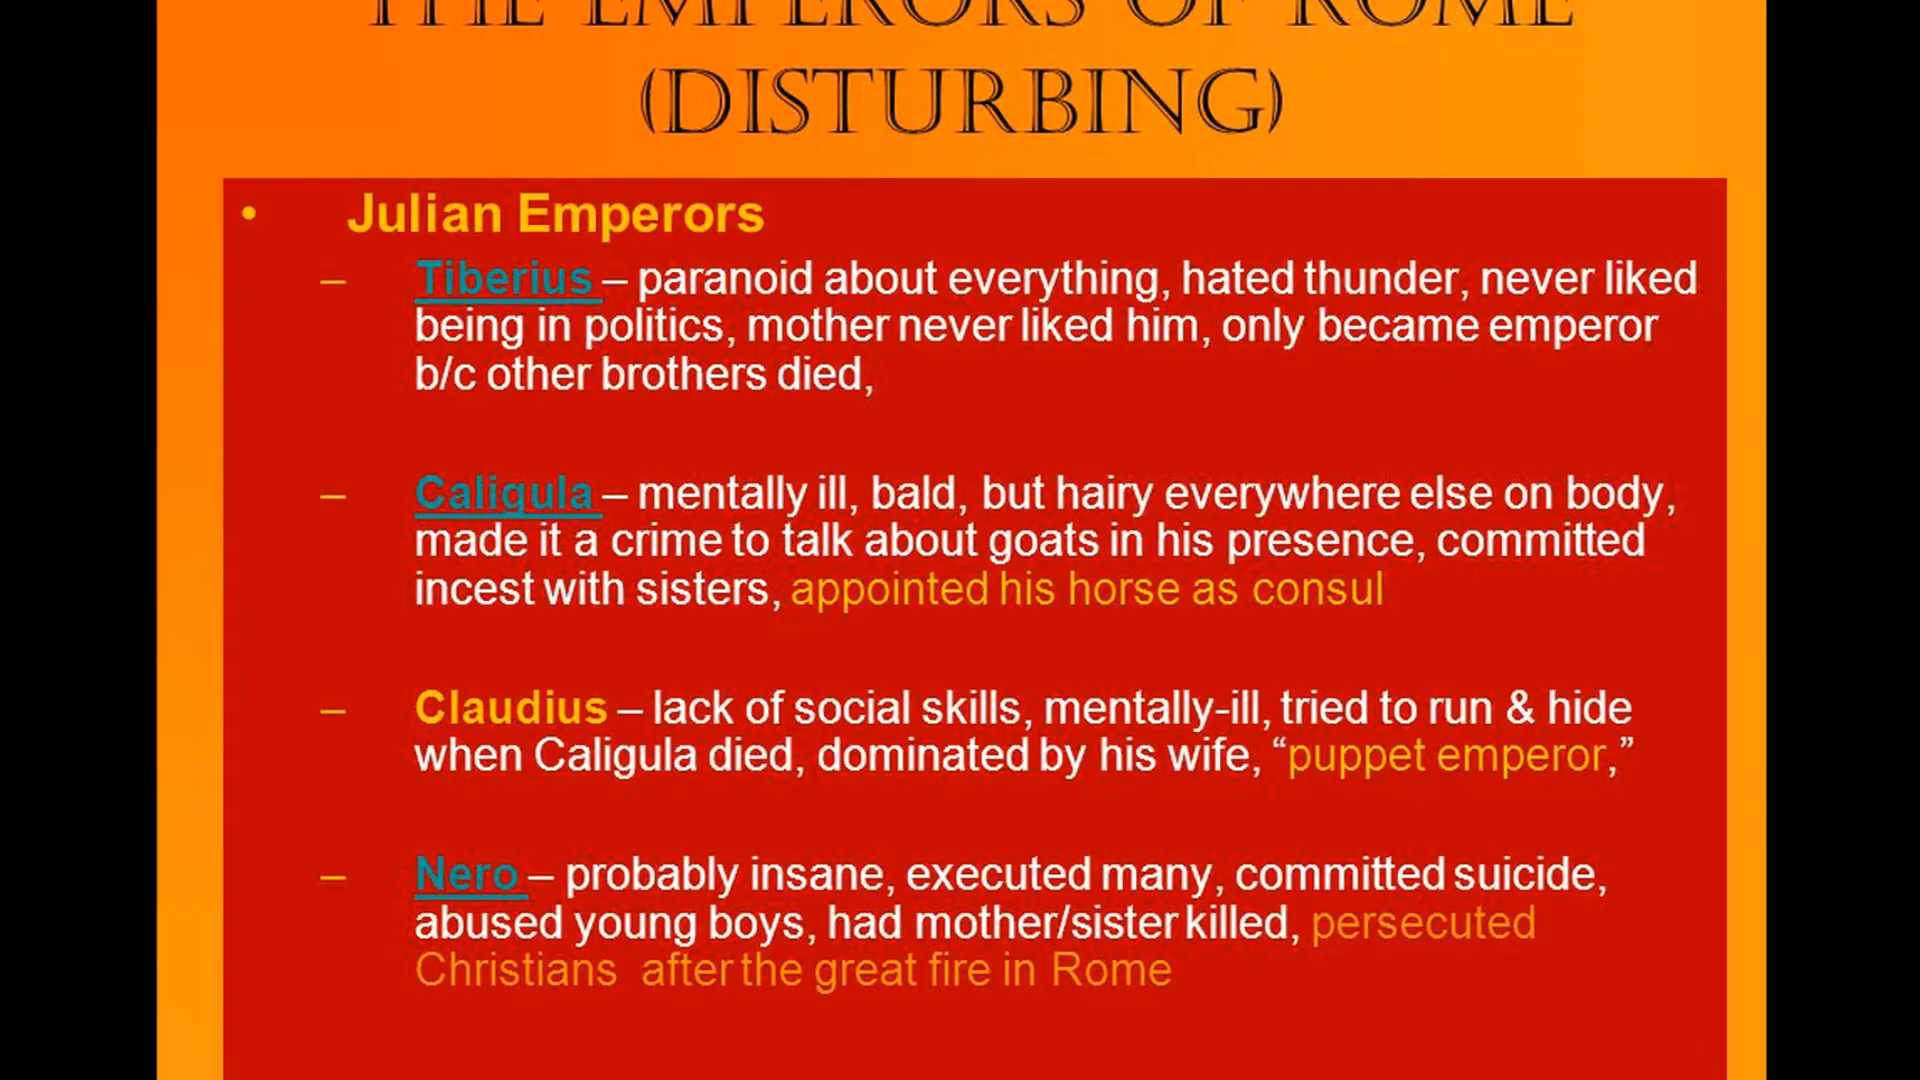 THE EMPERORS OF ROME
(DISTURBING)
• Julian Emperors
– Tiberius – paranoid about everything, hated thunder, never liked
being in politics, mother never liked him, only became emperor
b/c other brothers died,
– Caligula – mentally ill, bald, but hairy everywhere else on body,
made it a crime to talk about goats in his presence, committed
incest with sisters, appointed his horse as consul
– Claudius – lack of social skills, mentally-ill, tried to run & hide
when Caligula died, dominated by his wife, “puppet emperor,”
– Nero – probably insane, executed many, committed suicide,
abused young boys, had mother/sister killed, persecuted
Christians after the great fire in Rome